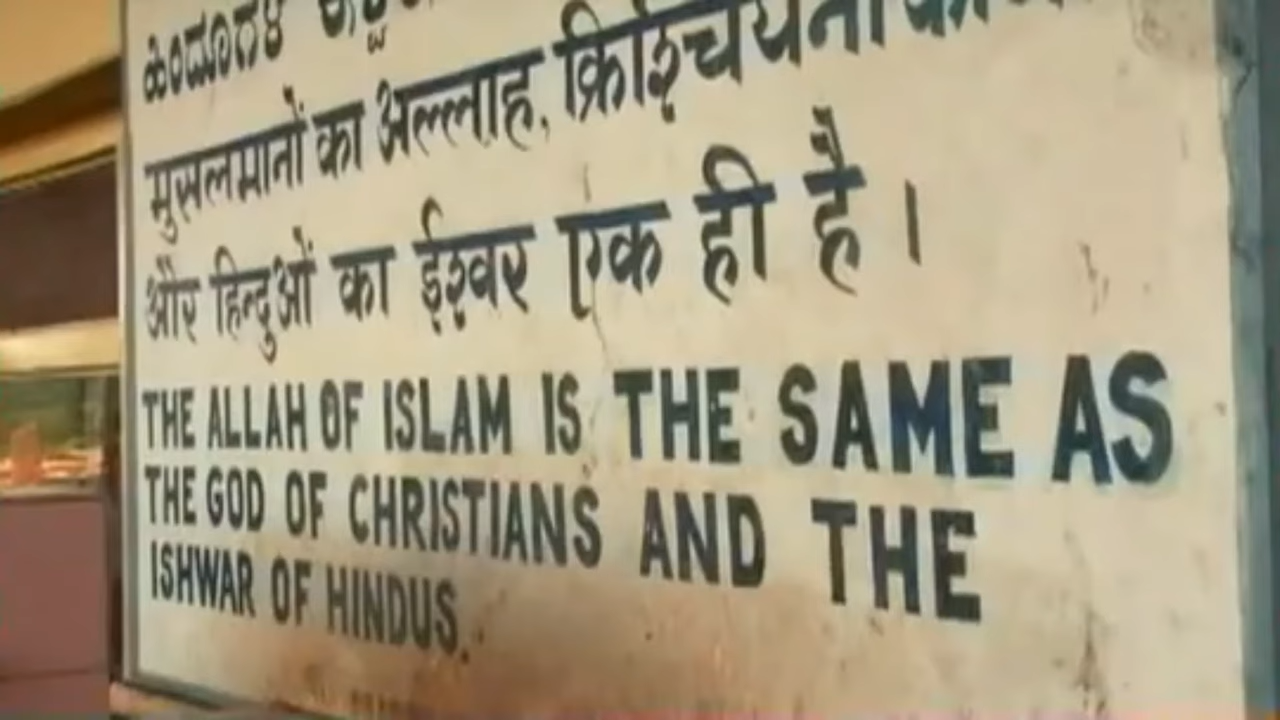 ಹಿಂದೂಗಳ
मुसलमानों का अल्लाह, क्रिश्चियनों का
और हिन्दुओं का ईश्वर एक ही है।
THE ALLAH OF ISLAM IS THE SAME AS
THE GOD OF CHRISTIANS AND THE
ISHWAR OF HINDUS.